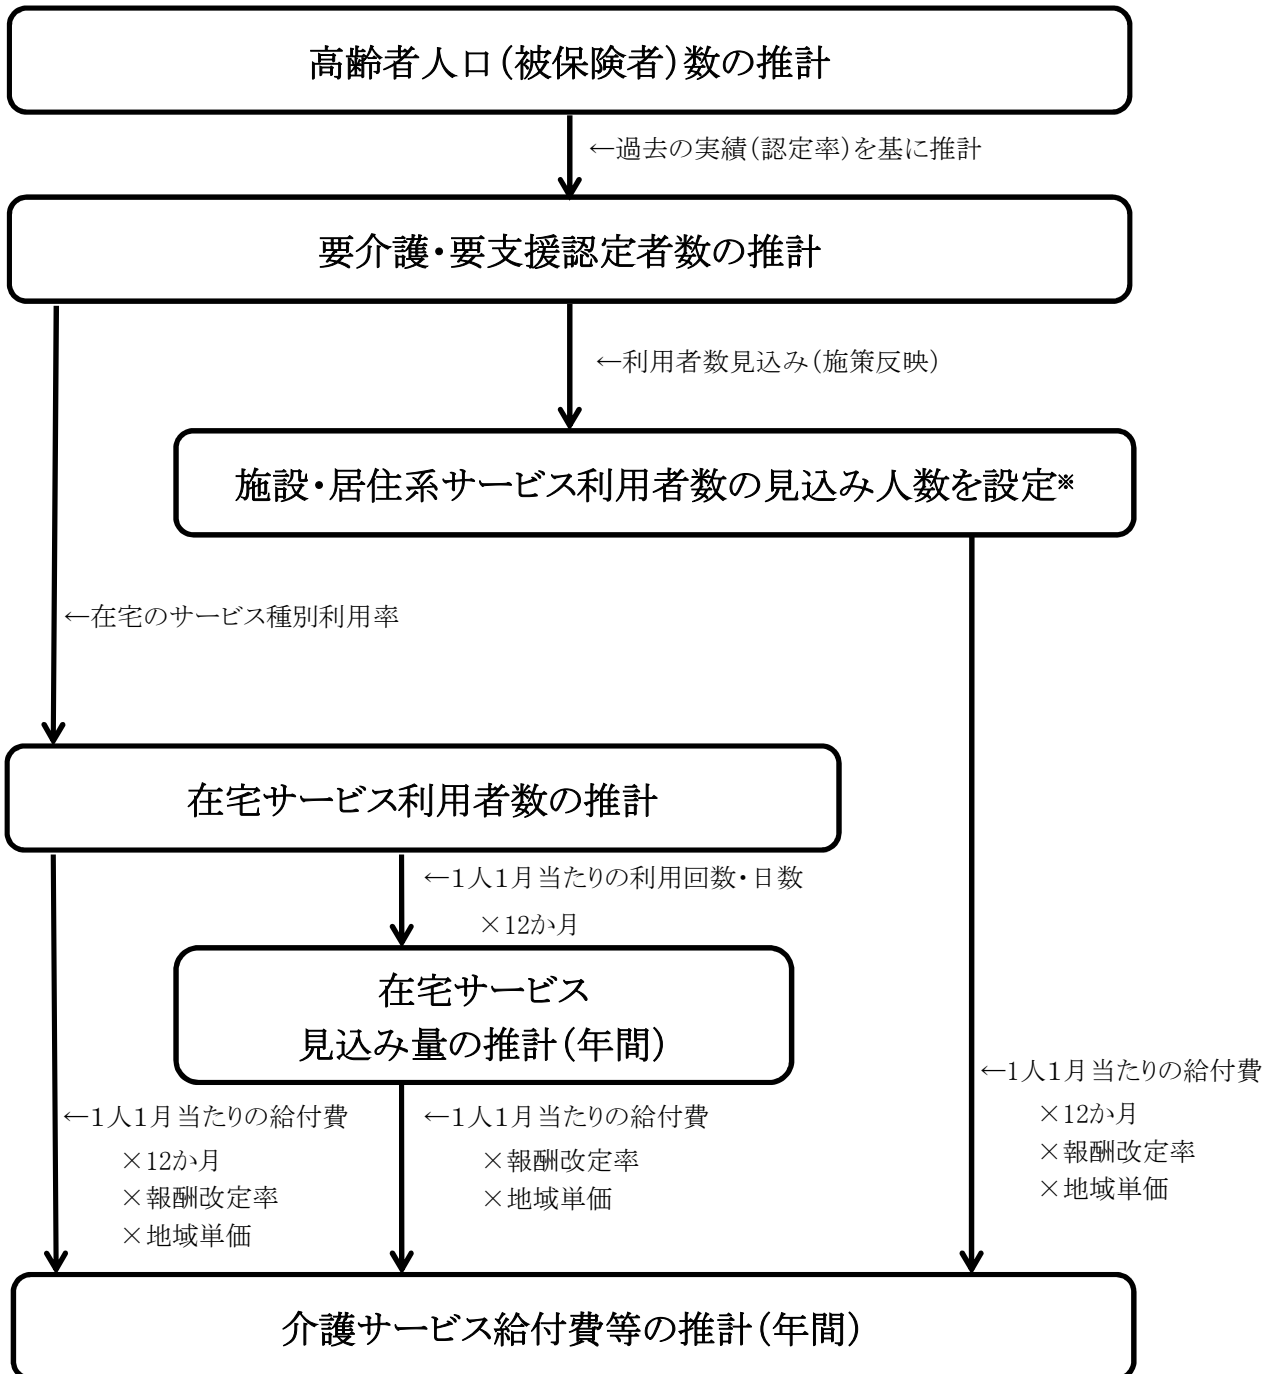 高齢者人口（被保険者）数の推計
←過去の実績（認定率）を基に推計
要介護・要支援認定者数の推計
←利用者数見込み（施策反映）
施設・居住系サービス利用者数の見込み人数を設定※
←在宅のサービス種別利用率
在宅サービス利用者数の推計
←1人1月当たりの利用回数・日数
×12か月
在宅サービス
見込み量の推計（年間）
←1人1月当たりの給付費
×12か月
×報酬改定率
×地域単価
←1人1月当たりの給付費
×報酬改定率
×地域単価
←1人1月当たりの給付費
×12か月
×報酬改定率
×地域単価
介護サービス給付費等の推計（年間）